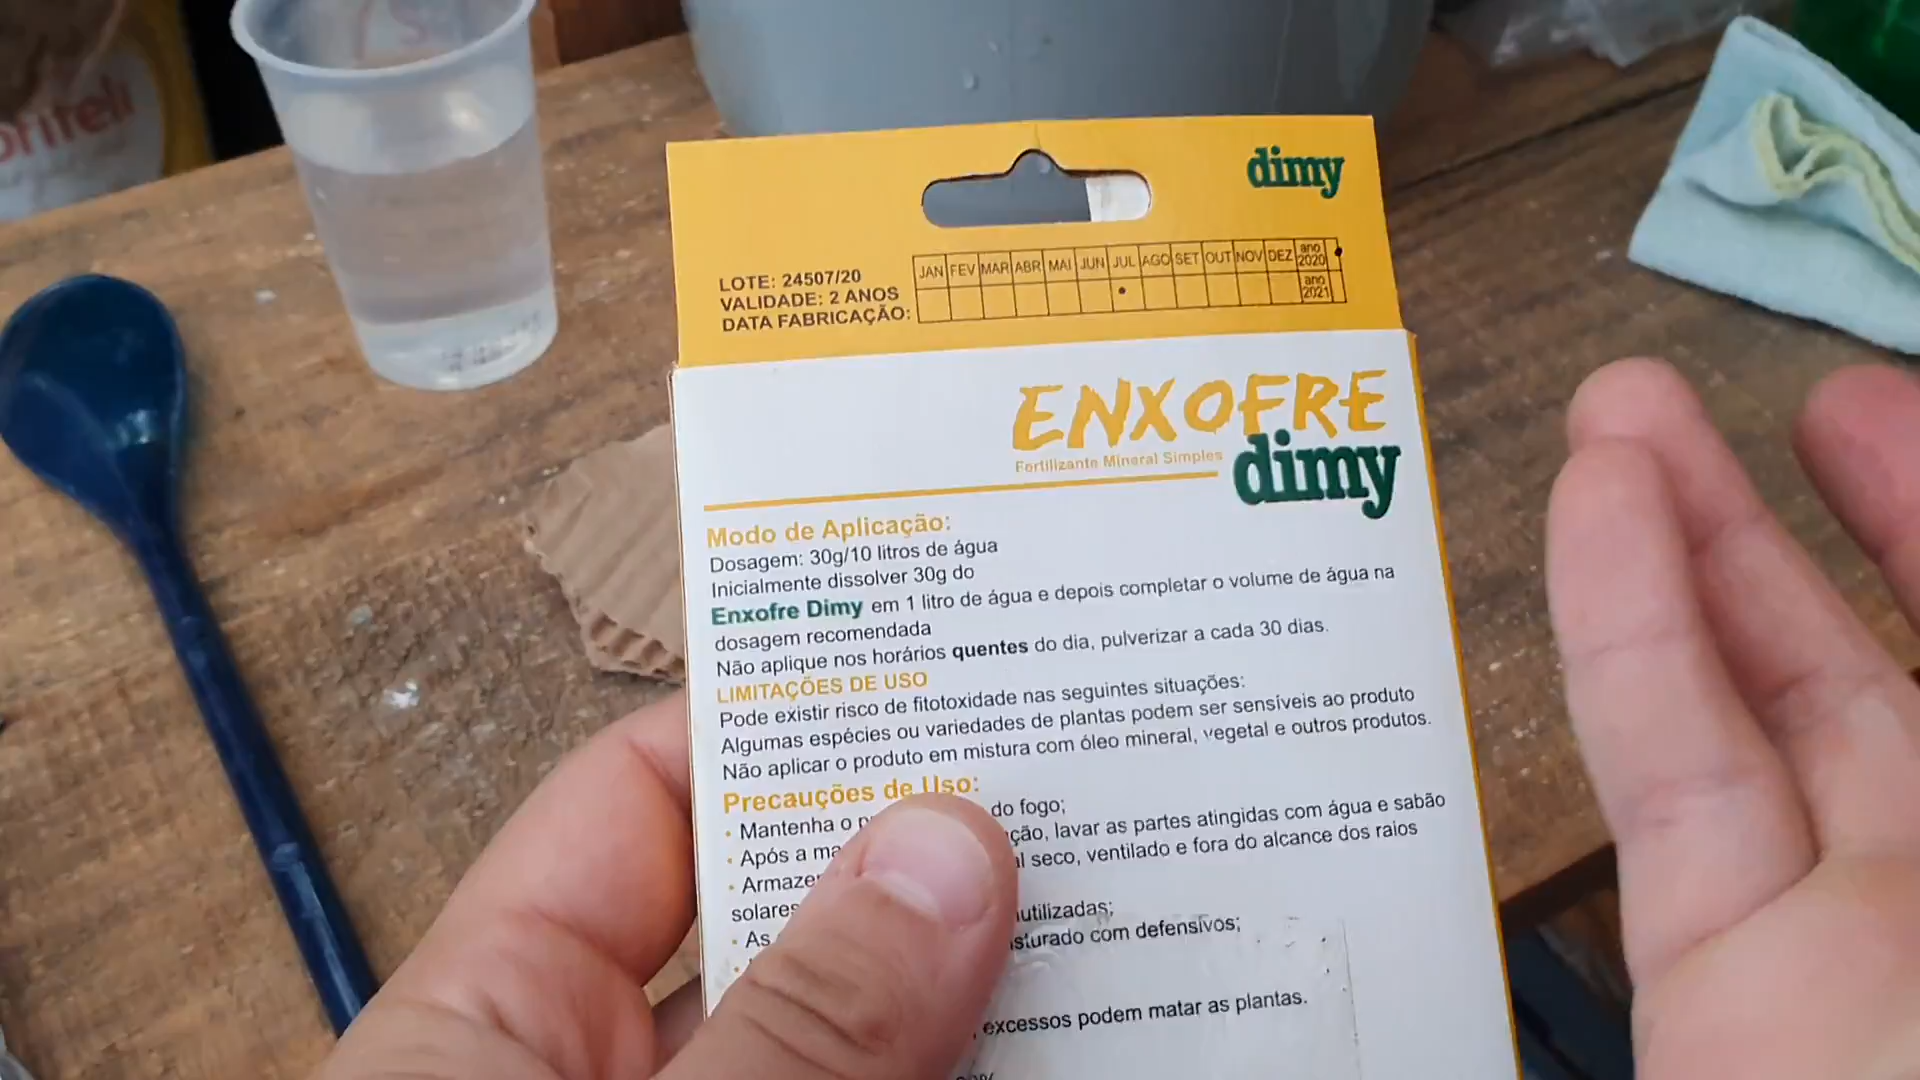 dimy
LOTE: 24507/20
VALIDADE: 2 ANOS
DATA FABRICAÇÃO:
JAN FEV MAR ABR MAI JUN JUL AGO SET OUT NOV DEZ ano 2020
ano 2021
ENXOFRE
Fertilizante Mineral Simples
dimy
Modo de Aplicação:
Dosagem: 30g/10 litros de água
Inicialmente dissolver 30g do
Enxofre Dimy em 1 litro de água e depois completar o volume de água na
dosagem recomendada
Não aplique nos horários quentes do dia, pulverizar a cada 30 dias.
LIMITAÇÕES DE USO
Pode existir risco de fitotoxidade nas seguintes situações:
Algumas espécies ou variedades de plantas podem ser sensíveis ao produto
Não aplicar o produto em mistura com óleo mineral, vegetal e outros produtos.
Precauções de Uso:
• Mantenha o do fogo;
• Após a lavar as partes atingidas com água e sabão
• seco, ventilado e fora do alcance dos raios
solares
• As
com defensivos;
, excessos podem matar as plantas.